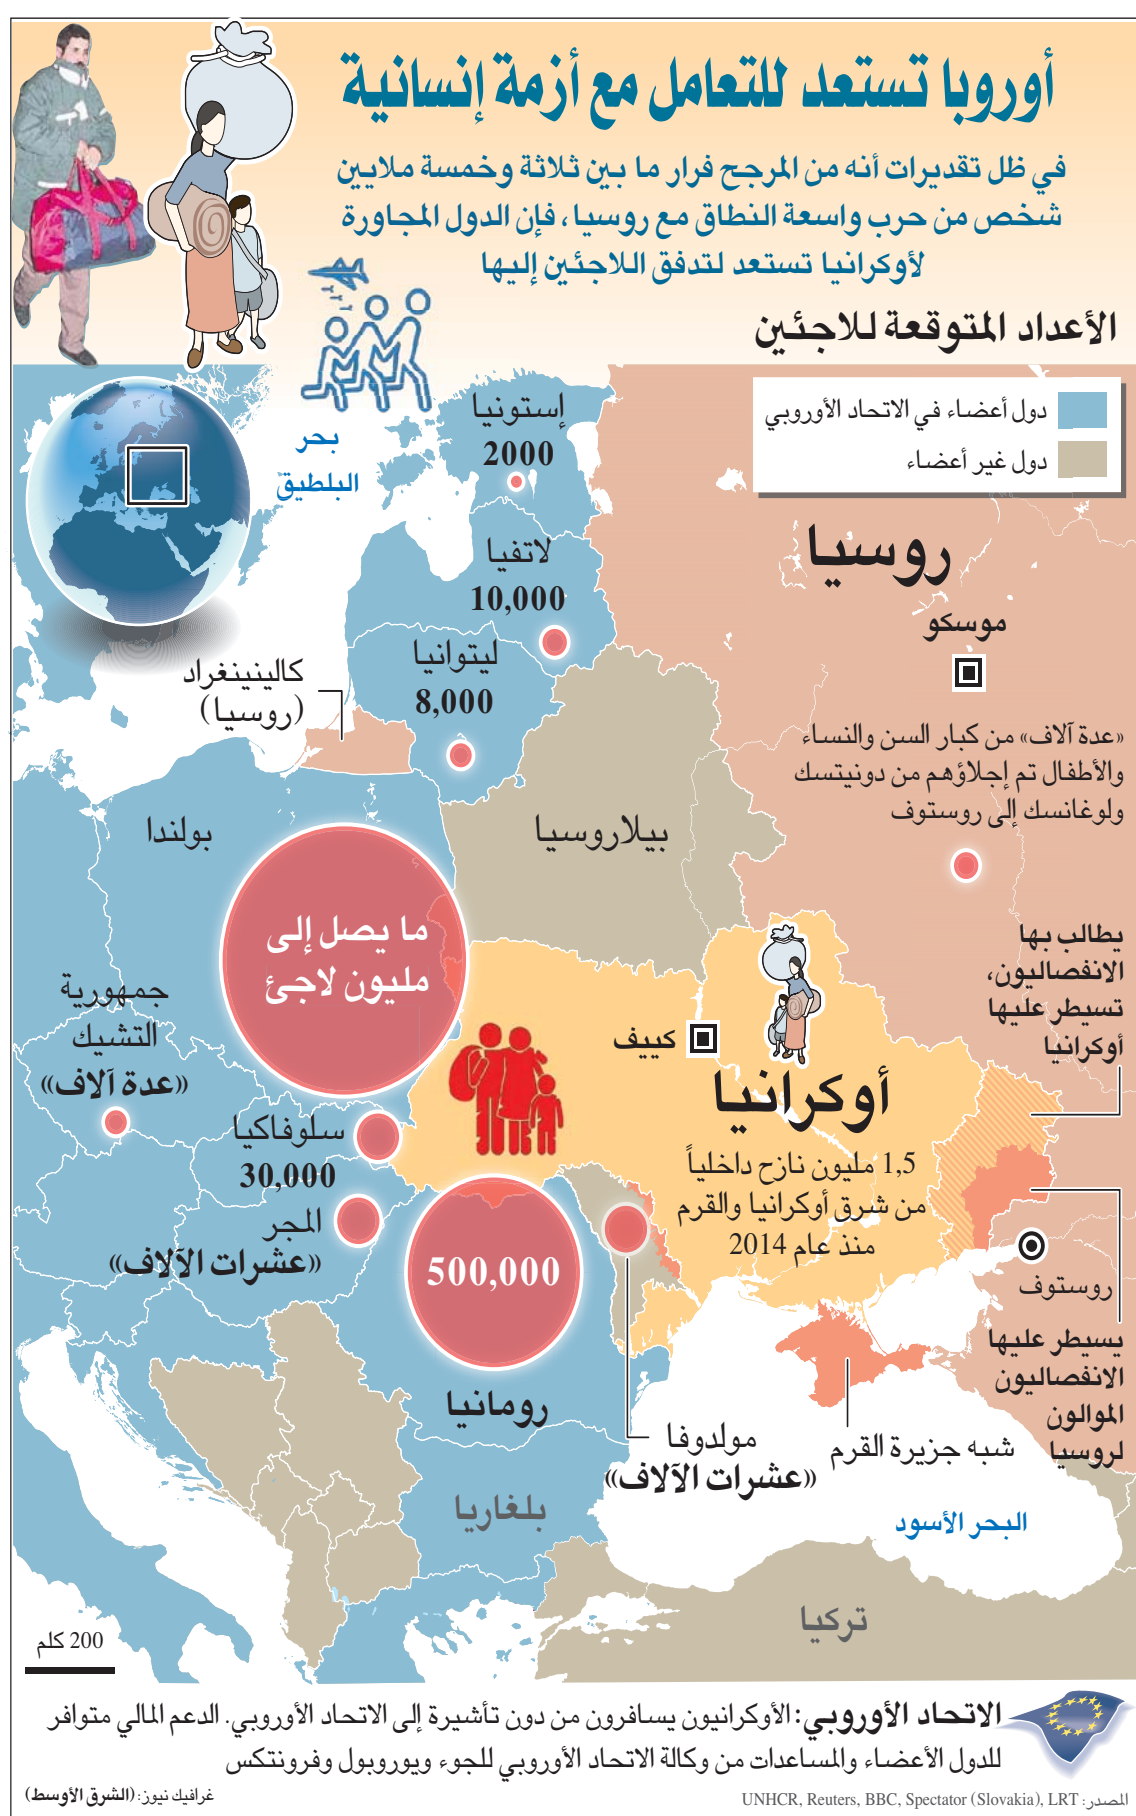 أوروبا تستعد للتعامل مع أزمة إنسانية
في ظل تقديرات أنه من المرجح فرار ما بين ثلاثة وخمسة ملايين
شخص من حرب واسعة النطاق مع روسيا، فإن الدول المجاورة
لأوكرانيا تستعد لتدفق اللاجئين إليها
الأعداد المتوقعة للاجئين
دول أعضاء في الاتحاد الأوروبي
دول غير أعضاء
إستونيا
2000
بحر
البلطيق
لاتفيا
10,000
روسيا
موسكو
ليتوانيا
8,000
كالينينغراد
(روسيا)
«عدة آلاف» من كبار السن والنساء
والأطفال تم إجلاؤهم من دونيتسك
ولوغانسك إلى روستوف
بولندا
بيلاروسيا
ما يصل إلى
مليون لاجئ
يطالب بها
الانفصاليون،
تسيطر عليها
أوكرانيا
جمهورية
التشيك
«عدة آلاف»
كييف
أوكرانيا
1,5 مليون نازح داخلياً
من شرق أوكرانيا والقرم
منذ عام 2014
سلوفاكيا
30,000
المجر
«عشرات الآلاف»
500,000
رومانيا
روستوف
يسيطر عليها
الانفصاليون
الموالون
لروسيا
مولدوفا
«عشرات الآلاف»
شبه جزيرة القرم
بلغاريا
البحر الأسود
تركيا
200 كلم
الاتحاد الأوروبي: الأوكرانيون يسافرون من دون تأشيرة إلى الاتحاد الأوروبي. الدعم المالي متوافر
للدول الأعضاء والمساعدات من وكالة الاتحاد الأوروبي للجوء ويوروبول وفرونتكس
المصدر: UNHCR, Reuters, BBC, Spectator (Slovakia), LRT
غرافيك نيوز: (الشرق الأوسط)